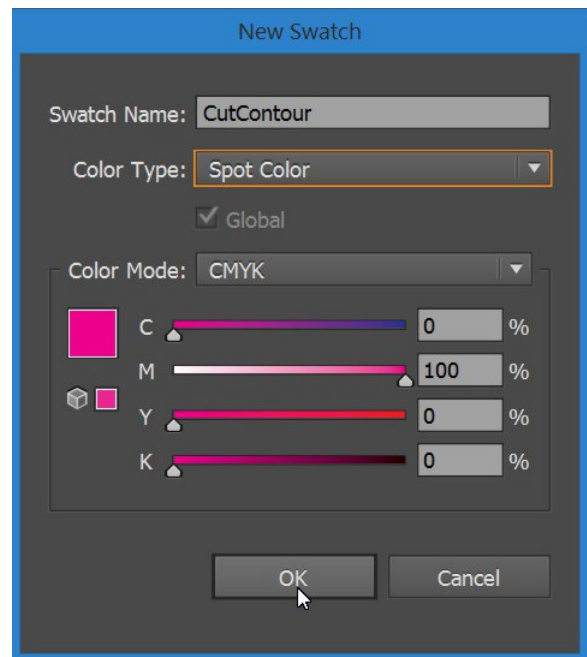 New Swatch
Swatch Name: CutContour
Color Type: Spot Color
Global
Color Mode: CMYK
C 0 %
M 100 %
Y 0 %
K 0 %
OK Cancel